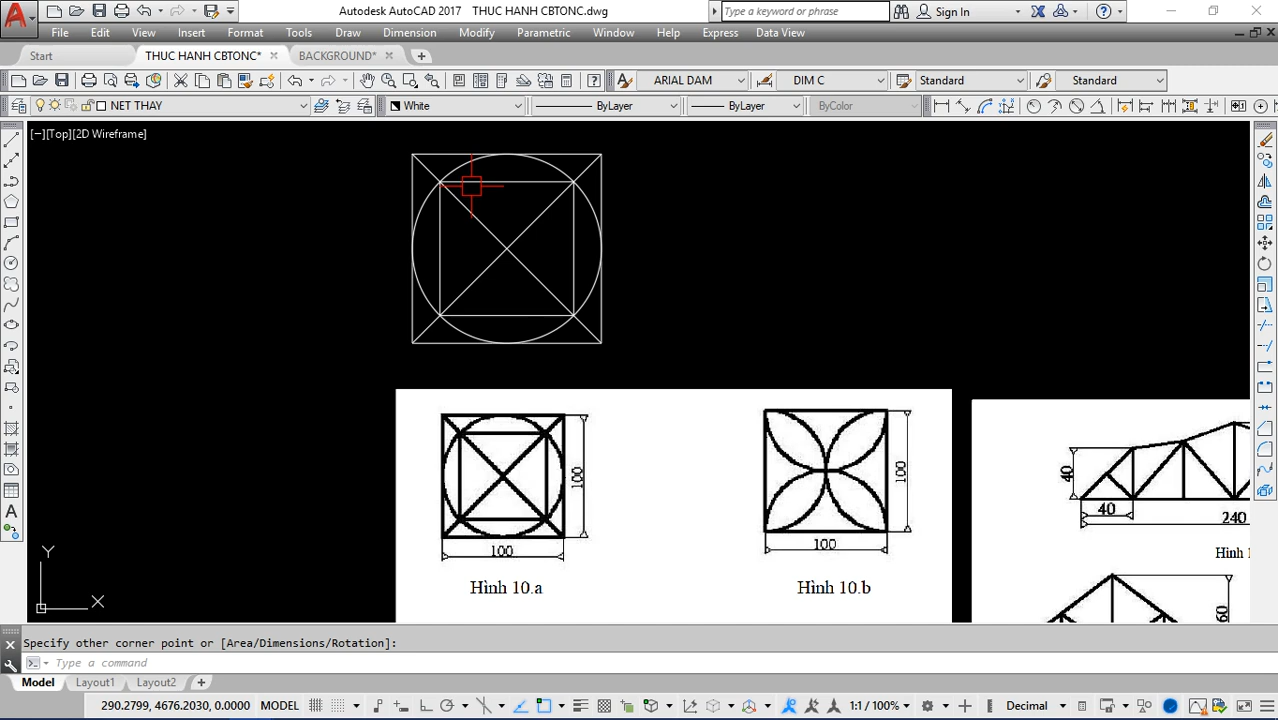 Autodesk AutoCAD 2017 THUC HANH CBTONC.dwg
Type a keyword or phrase
Sign In
File Edit View Insert Format Tools Draw Dimension Modify Parametric Window Help Express Data View
Start THUC HANH CBTONC* BACKGROUND*
ARIAL DAM DIM C Standard Standard
NET THAY White ByLayer ByLayer ByColor
[−][Top][2D Wireframe]
100
100
Hình 10.a
100
100
Hình 10.b
40
40
240
Hình 1
60
Y
X
Specify other corner point or [Area/Dimensions/Rotation]:
Type a command
Model Layout1 Layout2
290.2799, 4676.2030, 0.0000 MODEL 1:1 / 100% Decimal